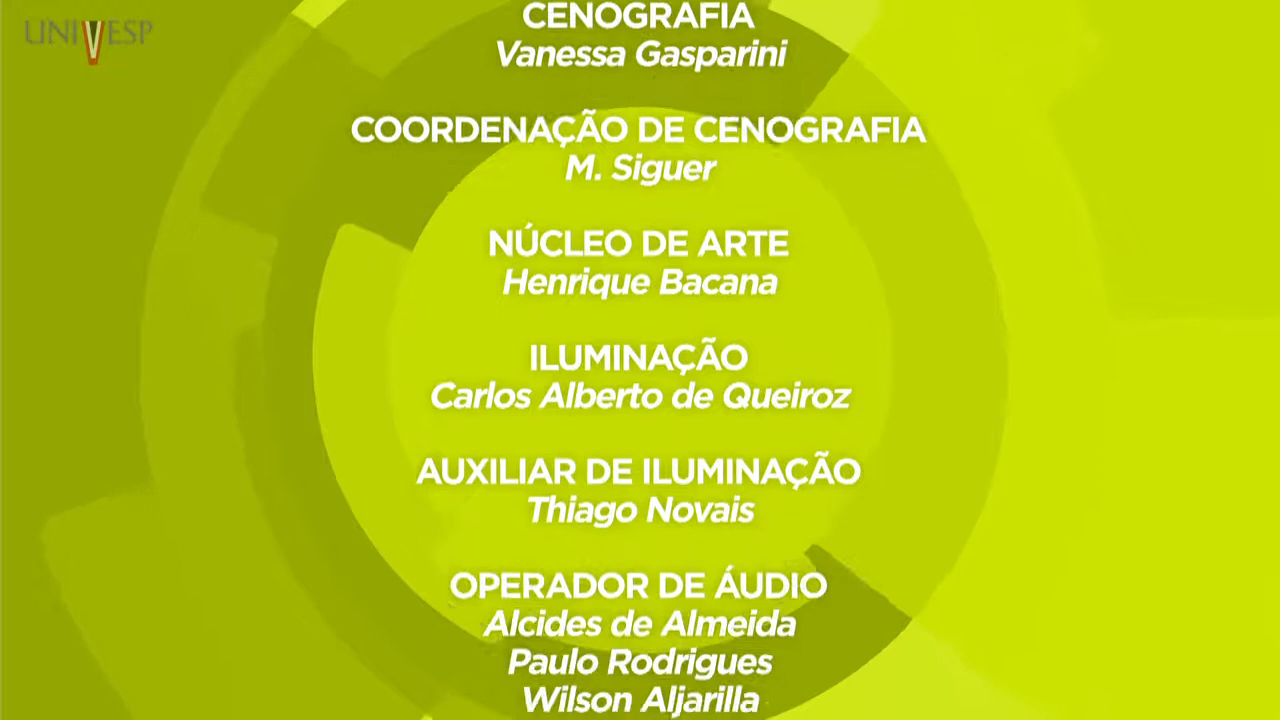 UNIVESP
CENOGRAFIA
Vanessa Gasparini
COORDENAÇÃO DE CENOGRAFIA
M. Siguer
NÚCLEO DE ARTE
Henrique Bacana
ILUMINAÇÃO
Carlos Alberto de Queiroz
AUXILIAR DE ILUMINAÇÃO
Thiago Novais
OPERADOR DE ÁUDIO
Alcides de Almeida
Paulo Rodrigues
Wilson Aljarilla